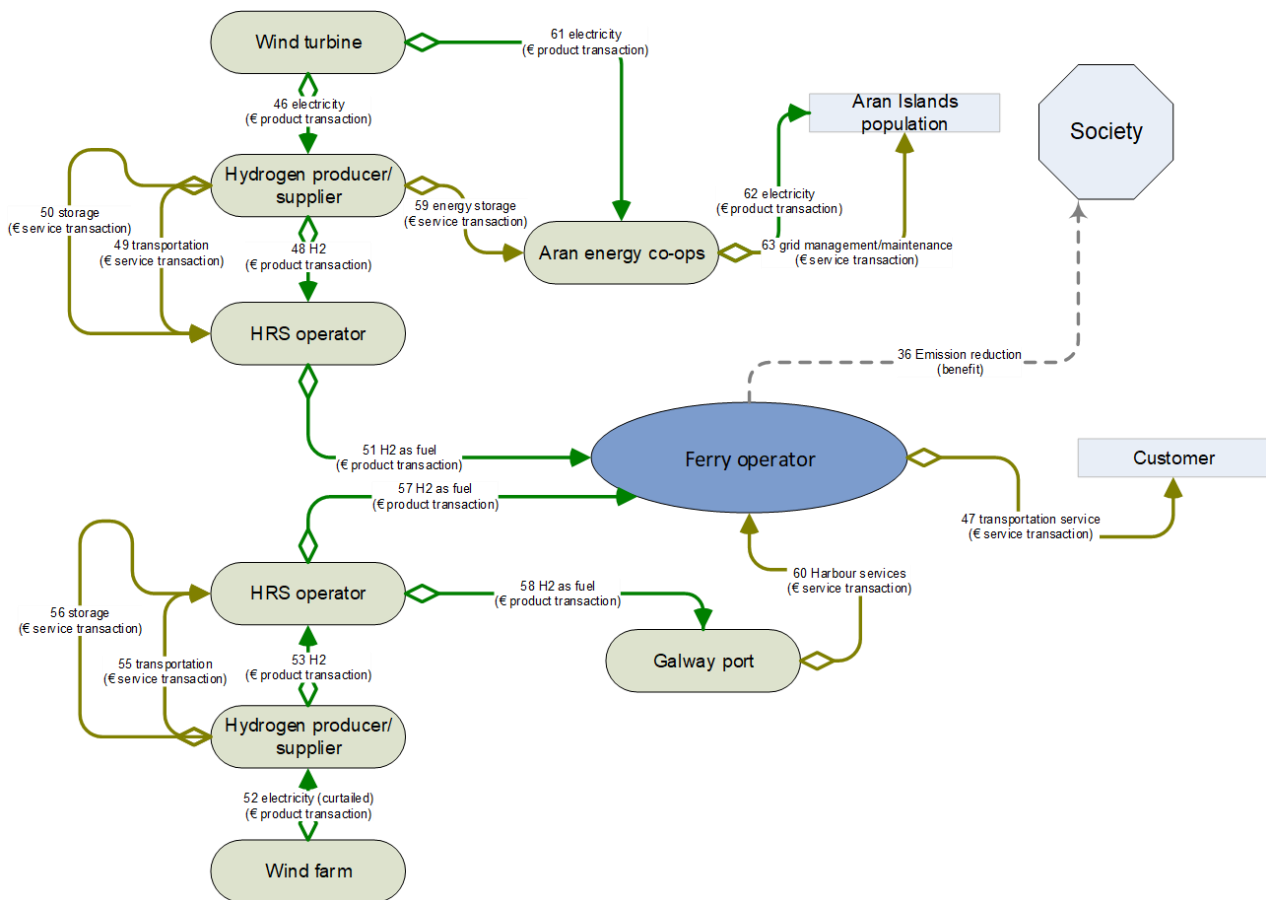 Wind turbine
61 electricity
(€ product transaction)
46 electricity
(€ product transaction)
Aran Islands
population
Society
Hydrogen producer/
supplier
50 storage
(€ service transaction)
49 transportation
(€ service transaction)
48 H2
(€ product transaction)
59 energy storage
(€ service transaction)
62 electricity
(€ product transaction)
Aran energy co-ops
63 grid management/maintenance
(€ service transaction)
HRS operator
36 Emission reduction
(benefit)
51 H2 as fuel
(€ product transaction)
Ferry operator
Customer
57 H2 as fuel
(€ product transaction)
47 transportation service
(€ service transaction)
HRS operator
58 H2 as fuel
(€ product transaction)
60 Harbour services
(€ service transaction)
56 storage
(€ service transaction)
55 transportation
(€ service transaction)
53 H2
(€ product transaction)
Galway port
Hydrogen producer/
supplier
52 electricity (curtailed)
(€ product transaction)
Wind farm